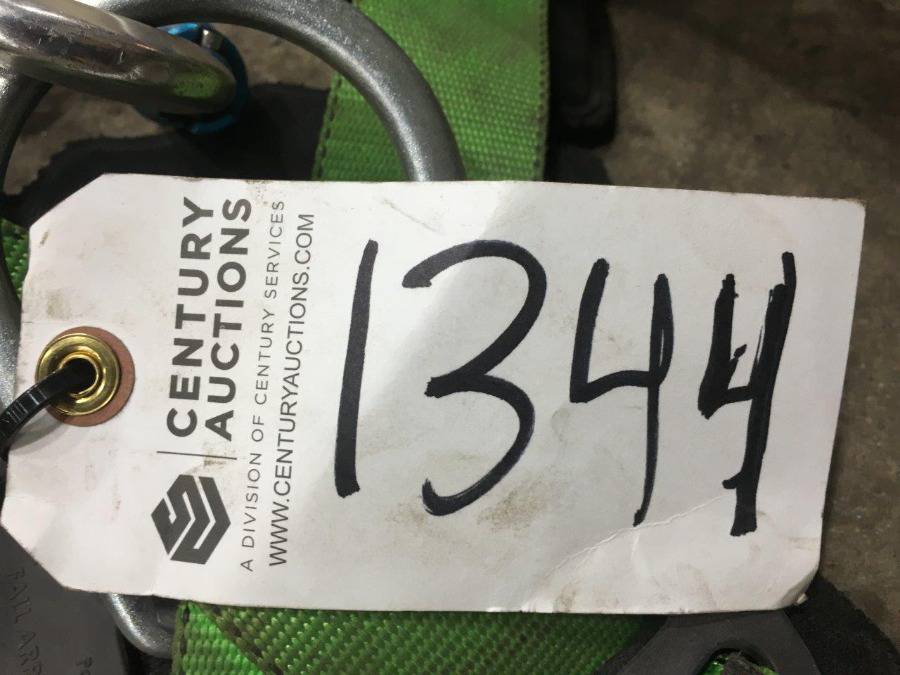 CENTURY
AUCTIONS
A DIVISION OF CENTURY SERVICES
WWW.CENTURYAUCTIONS.COM
1344